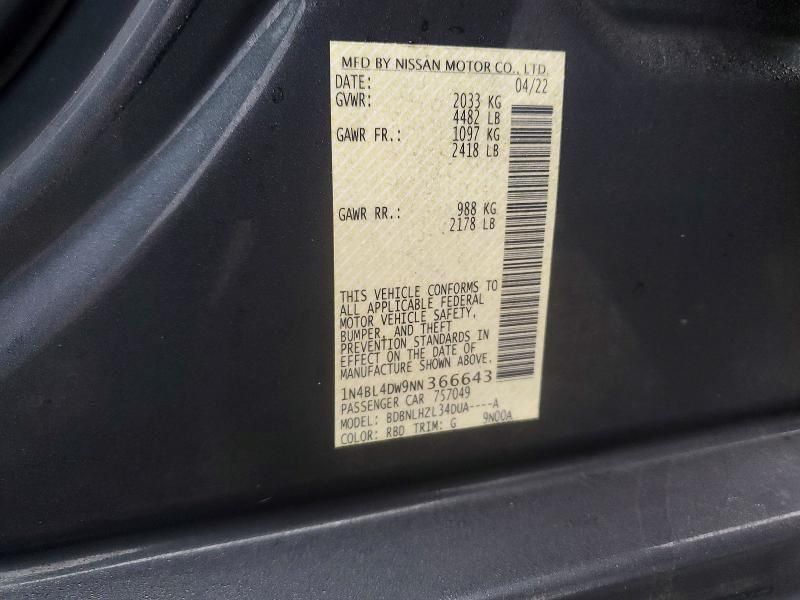 MFD BY NISSAN MOTOR CO., LTD.
DATE: 04/22
GVWR: 2033 KG
4482 LB
GAWR FR.: 1097 KG
2418 LB
GAWR RR.: 988 KG
2178 LB
THIS VEHICLE CONFORMS TO
ALL APPLICABLE FEDERAL
MOTOR VEHICLE SAFETY,
BUMPER, AND THEFT
PREVENTION STANDARDS IN
EFFECT ON THE DATE OF
MANUFACTURE SHOWN ABOVE.
1N4BL4DW9NN366643
PASSENGER CAR 757049
MODEL: BDBNLHZL34DUA----A
COLOR: RBD TRIM: G 9N00A